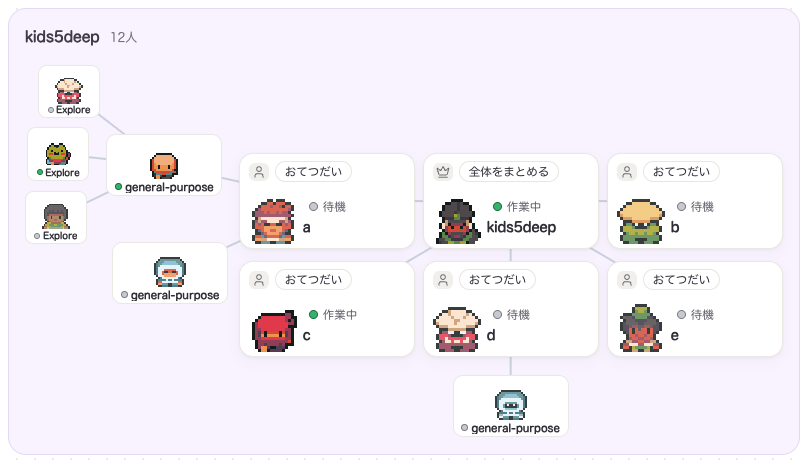 kids5deep 12人
Explore
Explore
Explore
general-purpose
general-purpose
おてつだい
待機
a
全体をまとめる
作業中
kids5deep
おてつだい
待機
b
おてつだい
作業中
c
おてつだい
待機
d
おてつだい
待機
e
general-purpose